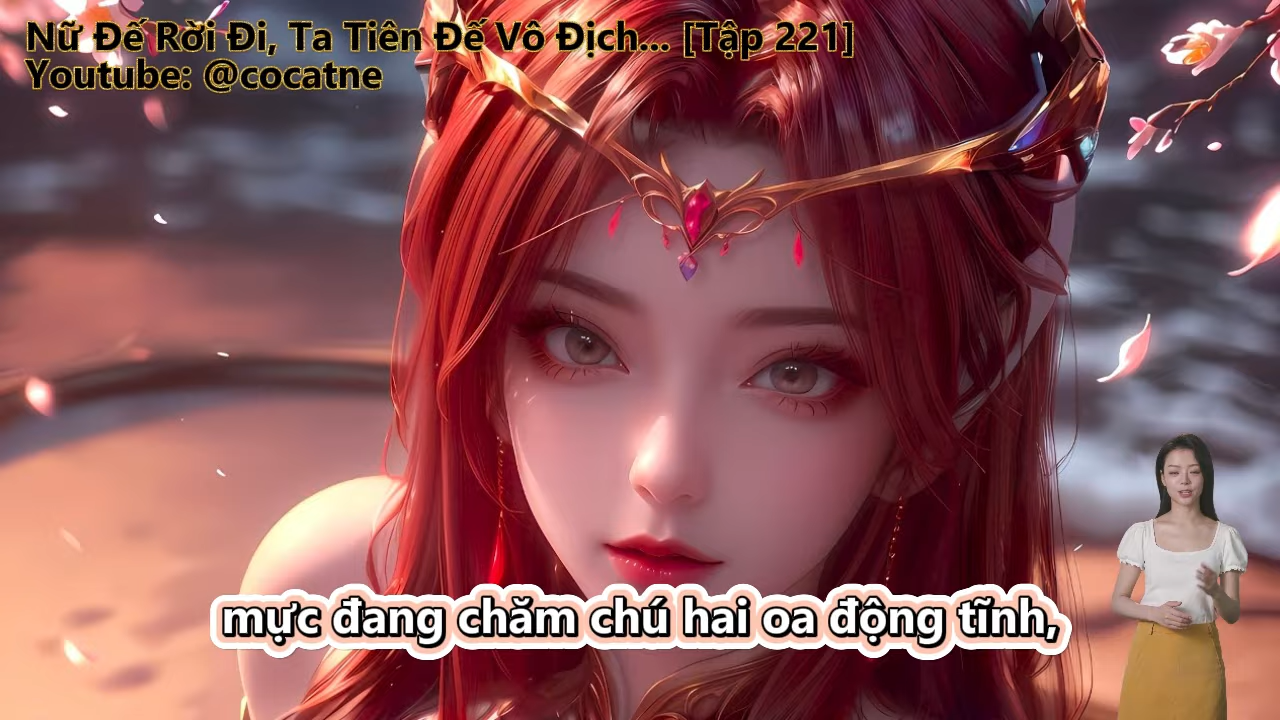 Nữ Đế Rời Đi, Ta Tiên Đế Vô Địch... [Tập 221]
Youtube: @cocatne
mực đang chăm chú hai oa động tĩnh,